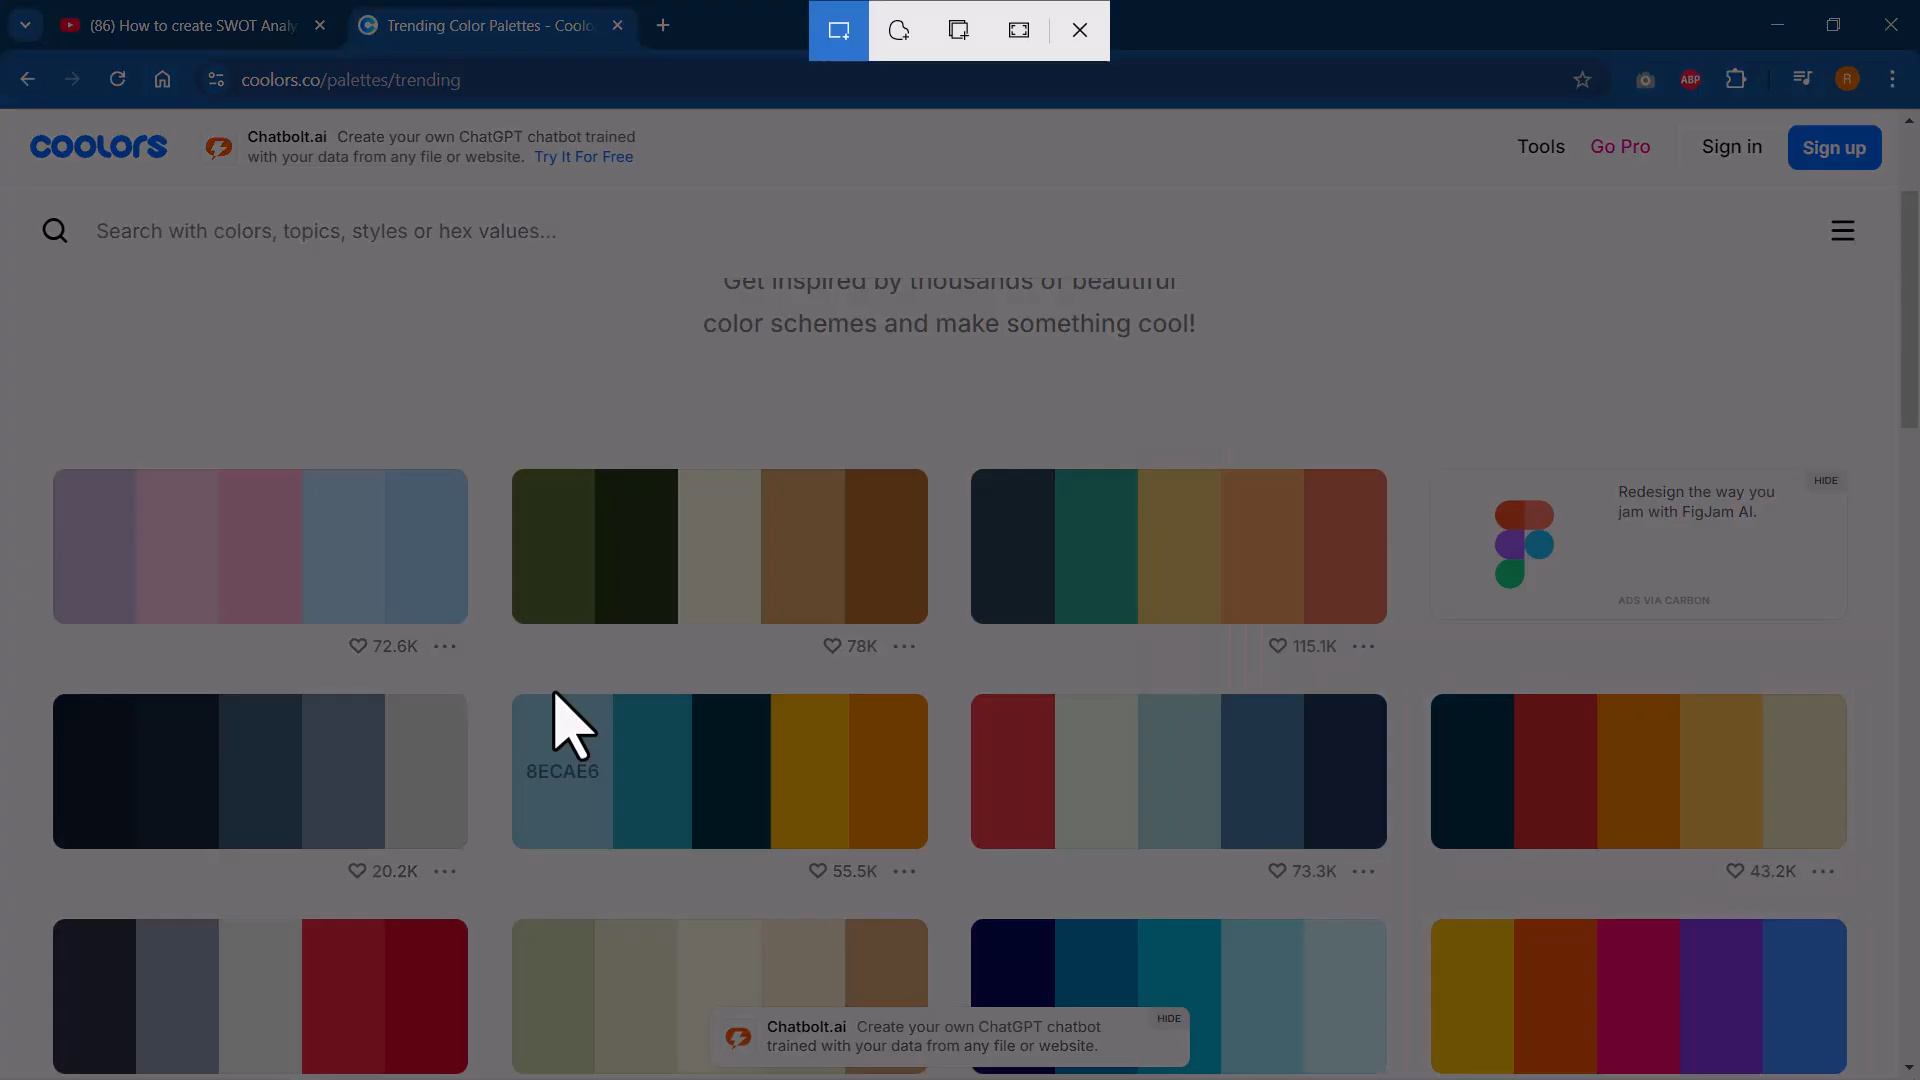 (86) How to create SWOT Analy
Trending Color Palettes - Coolo
coolors.co/palettes/trending
ABP
R
coolors
Chatbolt.ai Create your own ChatGPT chatbot trained
with your data from any file or website. Try It For Free
Tools
Go Pro
Sign in
Sign up
Search with colors, topics, styles or hex values...
Get inspired by thousands of beautiful
color schemes and make something cool!
HIDE
Redesign the way you
jam with FigJam AI.
ADS VIA CARBON
72.6K
78K
115.1K
8ECAE6
20.2K
55.5K
73.3K
43.2K
HIDE
Chatbolt.ai Create your own ChatGPT chatbot
trained with your data from any file or website.